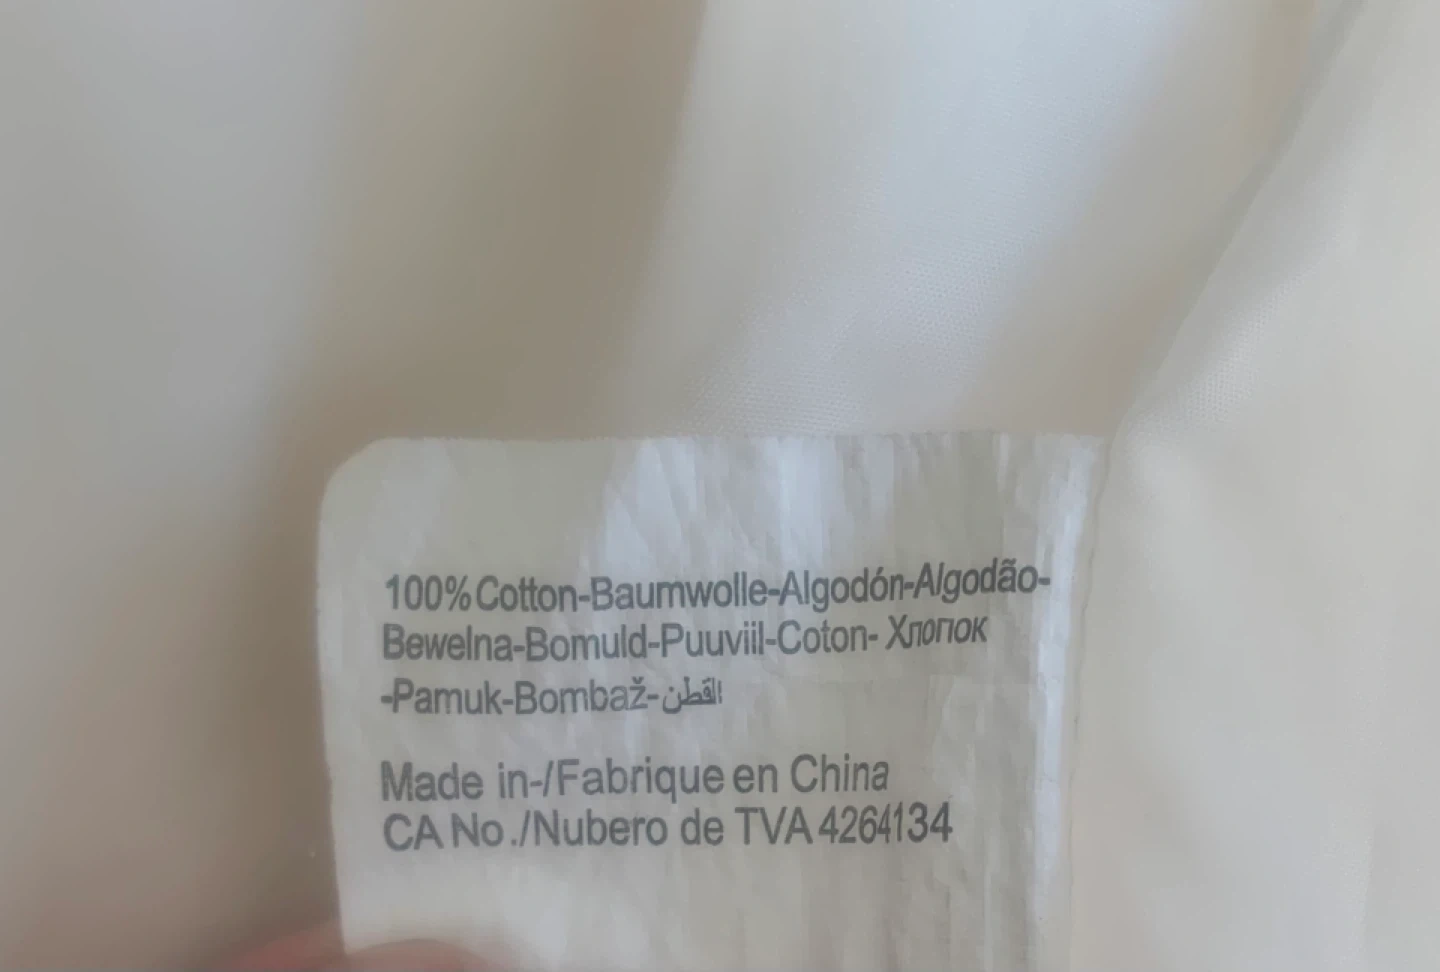 100% Cotton-Baumwolle-Algodón-Algodão-
Bewelna-Bomuld-Puuviil-Coton- Хлопок
-Pamuk-Bombaž-القطن
Made in-/Fabrique en China
CA No./Nubero de TVA 4264134